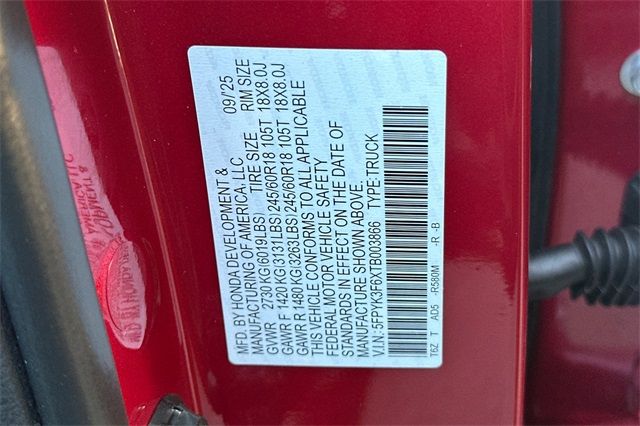 MFD. BY HONDA DEVELOPMENT & 09/'25
MANUFACTURING OF AMERICA, LLC
TIRE SIZE RIM SIZE
GVWR 2730 KG(6019LBS)
GAWR F 1420 KG(3131LBS) 245/60R18 105T 18X8.0J
GAWR R 1480 KG(3263LBS) 245/60R18 105T 18X8.0J
THIS VEHICLE CONFORMS TO ALL APPLICABLE
FEDERAL MOTOR VEHICLE SAFETY
STANDARDS IN EFFECT ON THE DATE OF
MANUFACTURE SHOWN ABOVE.
V.I.N.:5FPYK3F6XTB003866 TYPE:TRUCK
T6Z T A05 -R580M -R -B